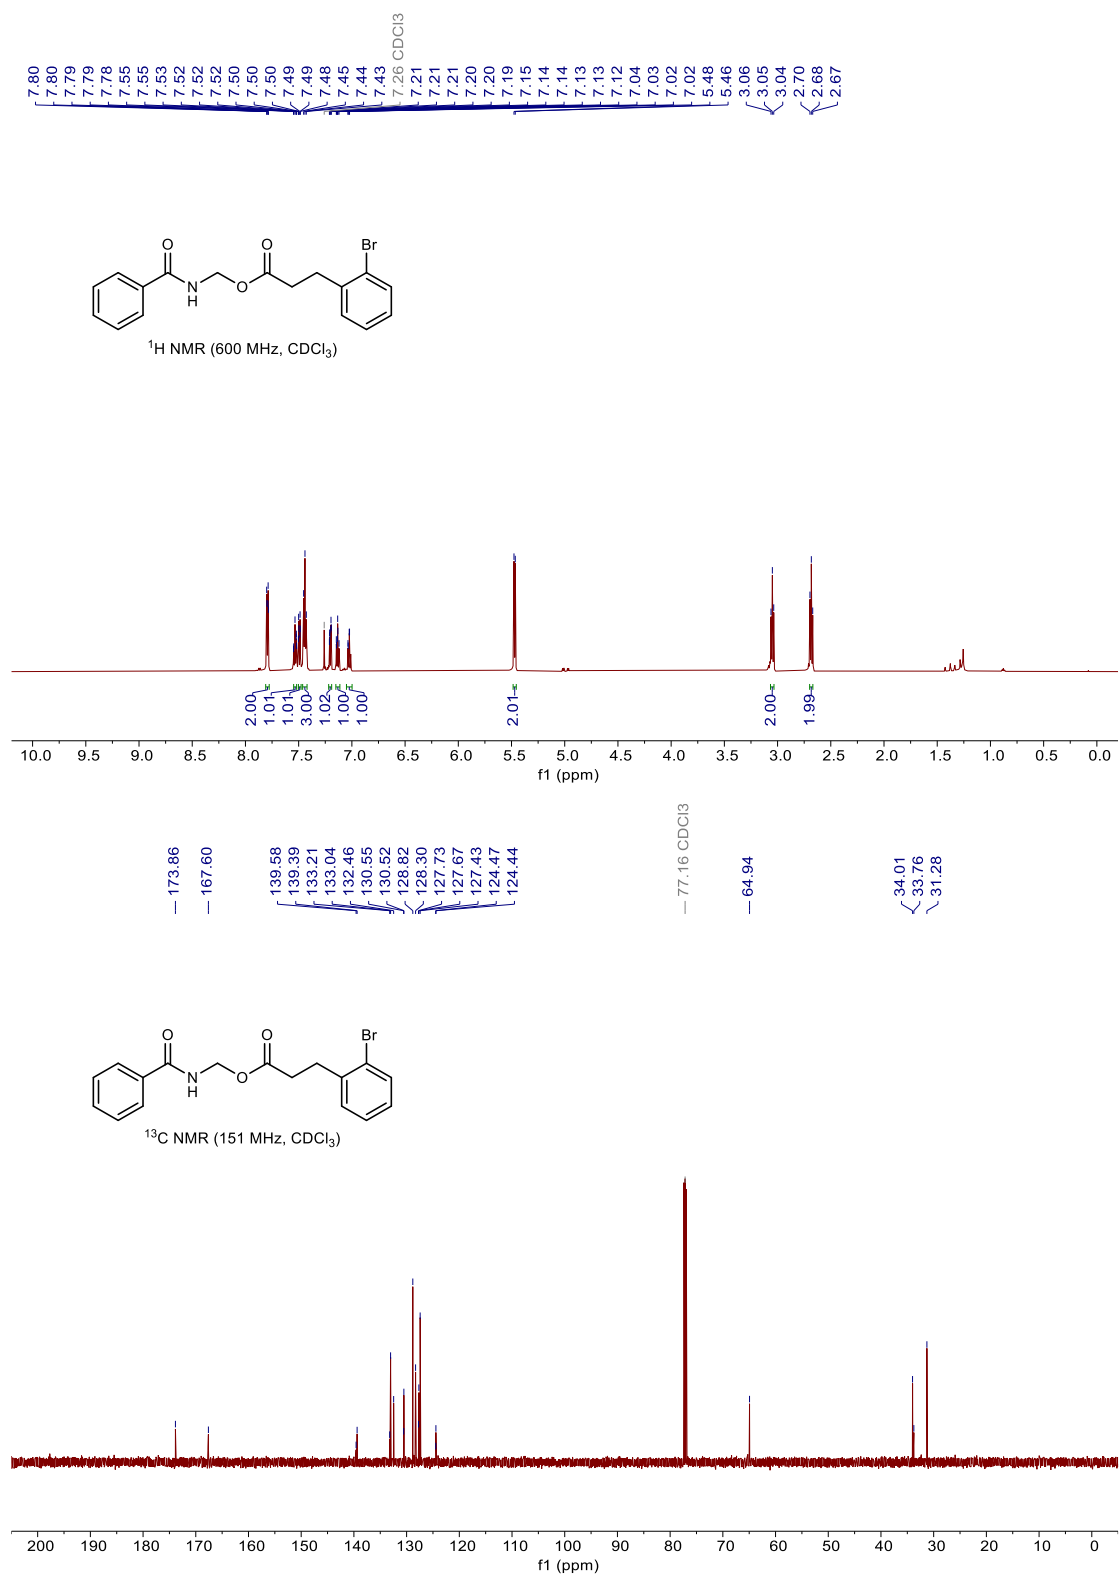 7.80 7.80 7.79 7.79 7.78 7.55 7.55 7.53 7.52 7.52 7.52 7.50 7.50 7.50 7.49 7.49 7.48 7.45 7.44 7.43 7.26 CDCl3 7.21 7.21 7.21 7.20 7.20 7.19 7.15 7.14 7.14 7.13 7.13 7.12 7.04 7.03 7.02 7.02 5.48 5.46 3.06 3.05 3.04 2.70 2.68 2.67
O O Br
N O
H
¹H NMR (600 MHz, CDCl₃)
2.00 1.01 1.01 3.00 1.02 1.00 1.00 2.01 2.00 1.99
10.0 9.5 9.0 8.5 8.0 7.5 7.0 6.5 6.0 5.5 5.0 4.5 4.0 3.5 3.0 2.5 2.0 1.5 1.0 0.5 0.0
f1 (ppm)
173.86 167.60 139.58 139.39 133.21 133.04 132.46 130.55 130.52 128.82 128.30 127.73 127.67 127.43 124.47 124.44 77.16 CDCl3 64.94 34.01 33.76 31.28
O O Br
N O
H
¹³C NMR (151 MHz, CDCl₃)
200 190 180 170 160 150 140 130 120 110 100 90 80 70 60 50 40 30 20 10 0
f1 (ppm)